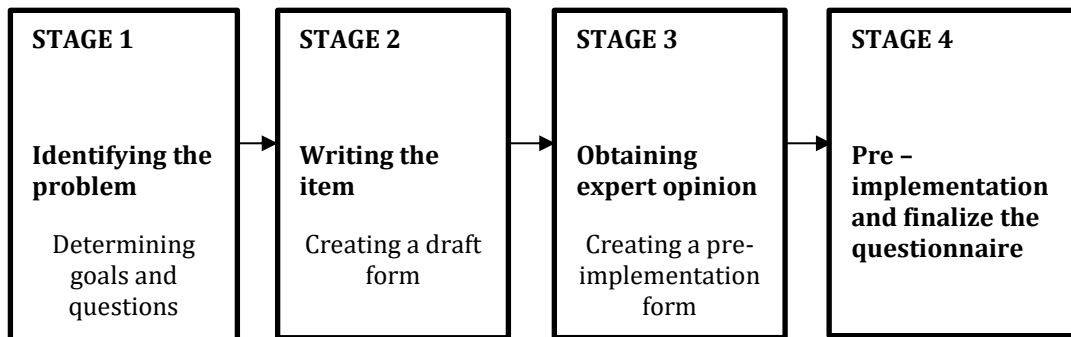 STAGE 1
Identifying the
problem
Determining
goals and
questions
STAGE 2
Writing the
item
Creating a draft
form
STAGE 3
Obtaining
expert opinion
Creating a pre-
implementation
form
STAGE 4
Pre –
implementation
and finalize the
questionnaire